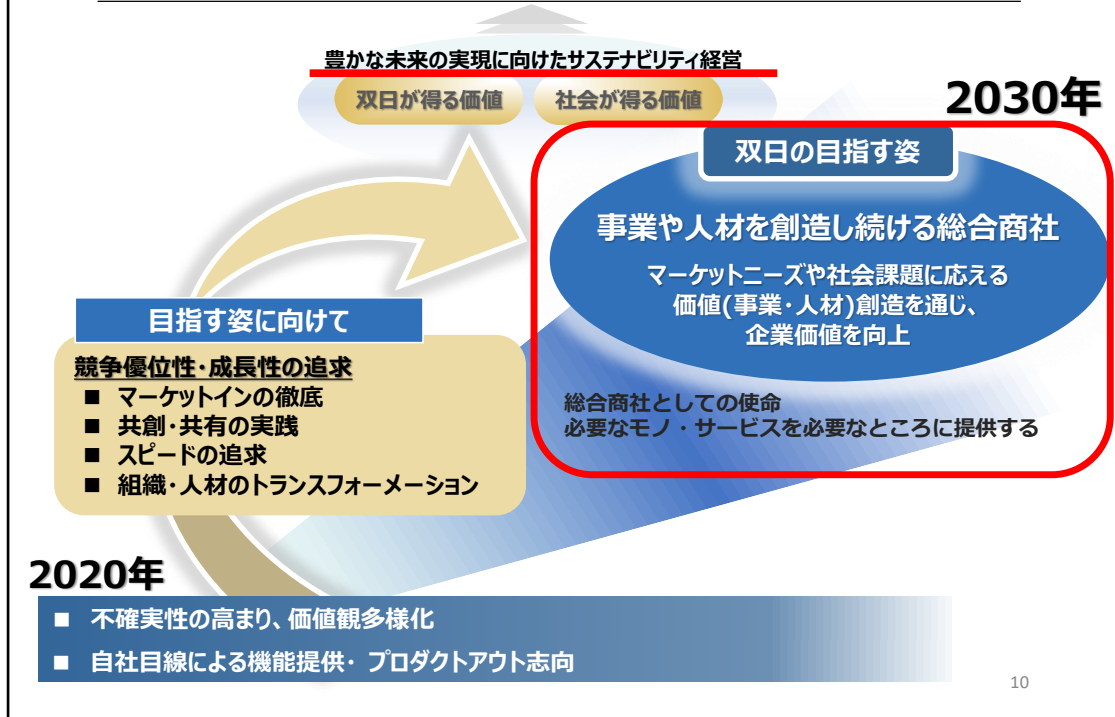 豊かな未来の実現に向けたサステナビリティ経営
双日が得る価値 社会が得る価値
2030年
双日の目指す姿
事業や人材を創造し続ける総合商社
マーケットニーズや社会課題に応える
価値(事業・人材)創造を通じ、
企業価値を向上
総合商社としての使命
必要なモノ・サービスを必要なところに提供する
目指す姿に向けて
競争優位性・成長性の追求
■ マーケットインの徹底
■ 共創・共有の実践
■ スピードの追求
■ 組織・人材のトランスフォーメーション
2020年
■ 不確実性の高まり、価値観多様化
■ 自社目線による機能提供・ プロダクトアウト志向
10